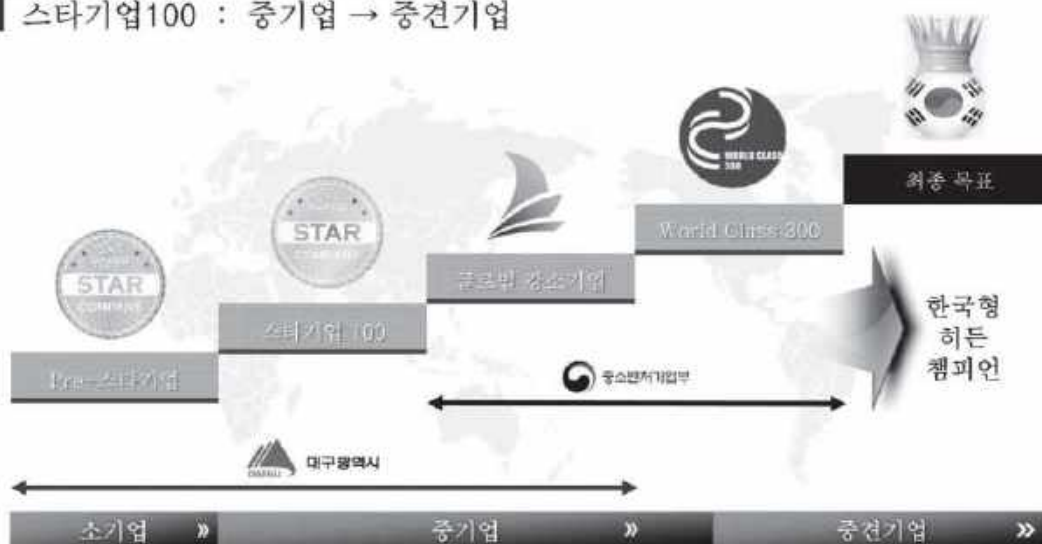 스타기업100 : 중기업 → 중견기업
WORLD CLASS
300
최종 목표
STAR
World Class 300
STAR
COMPANY
글로벌 강소기업
스타기업 100
한국형
히든
챔피언
Pre-스타기업
중소벤처기업부
대구광역시
소기업 »
중기업 »
중견기업 »